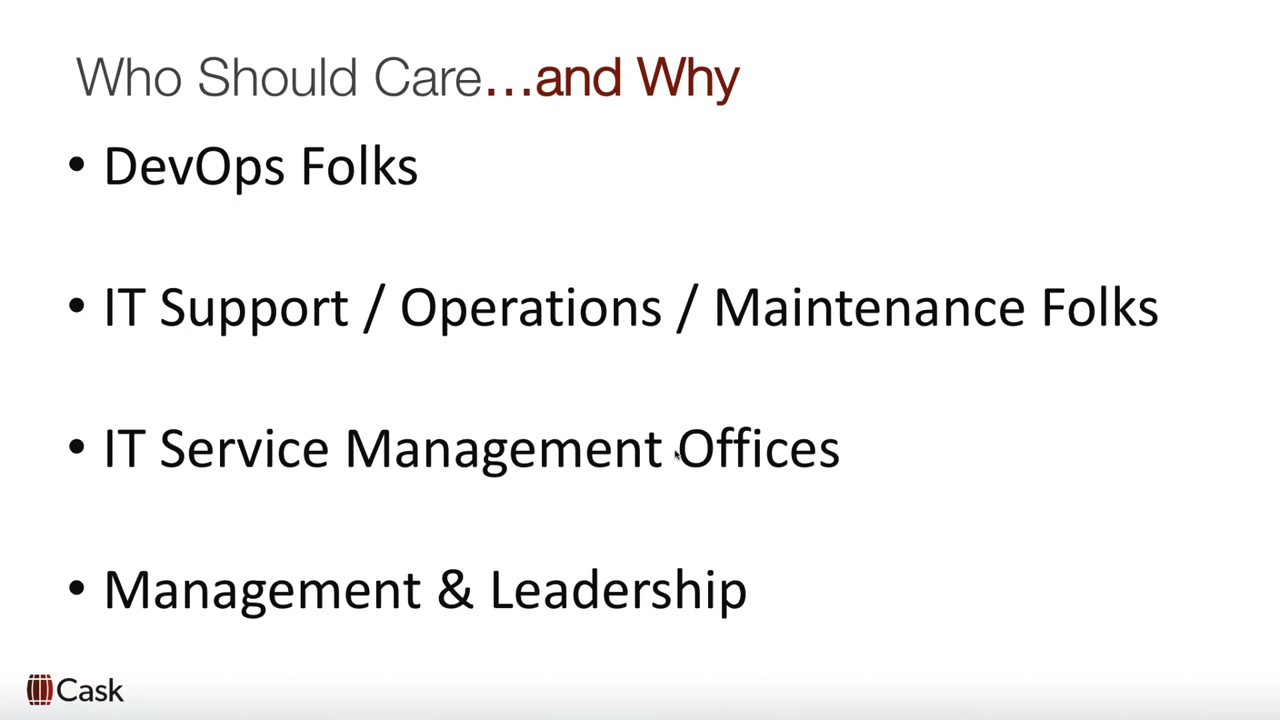 Who Should Care...and Why
• DevOps Folks
• IT Support / Operations / Maintenance Folks
• IT Service Management Offices
• Management & Leadership
Cask